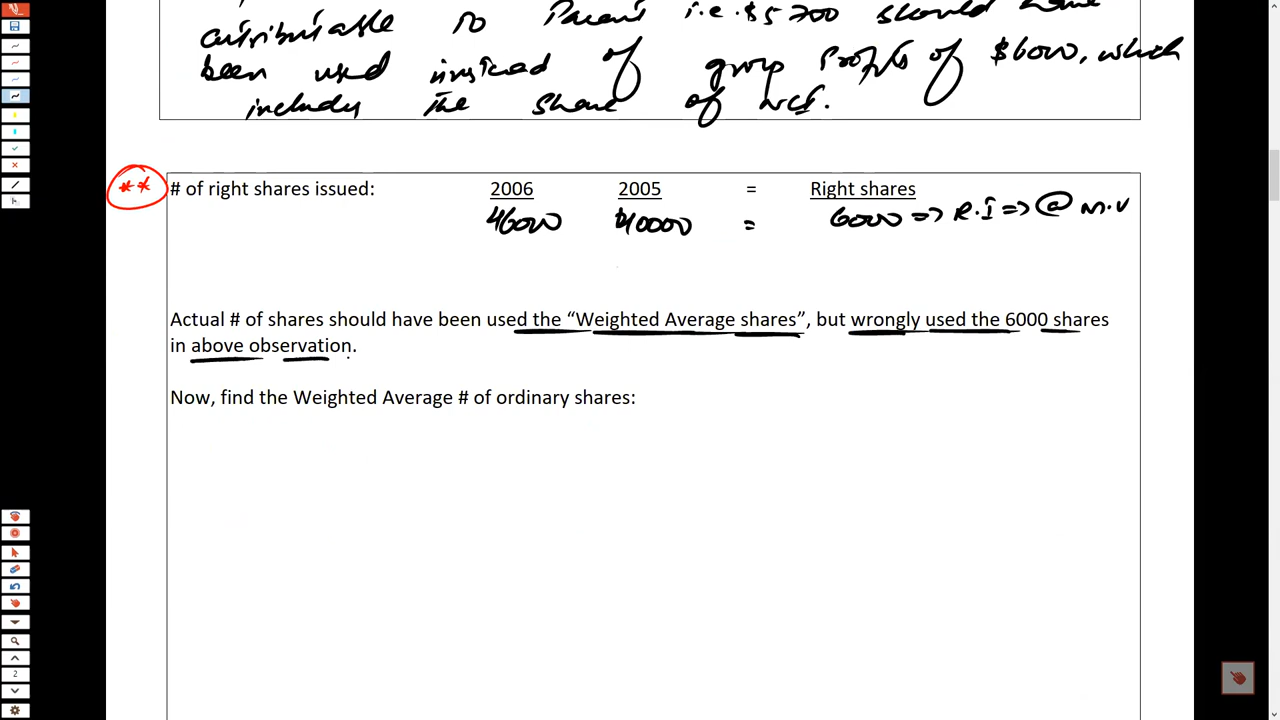 attributable to Parent i.e. $5700 should have
been used instead of group profits of $6000, which
includes the share of NCI.
** # of right shares issued: 2006 2005 = Right shares
46000 40000 = 6000 => R.I => @ M.V
Actual # of shares should have been used the “Weighted Average shares”, but wrongly used the 6000 shares
in above observation.
Now, find the Weighted Average # of ordinary shares:
2